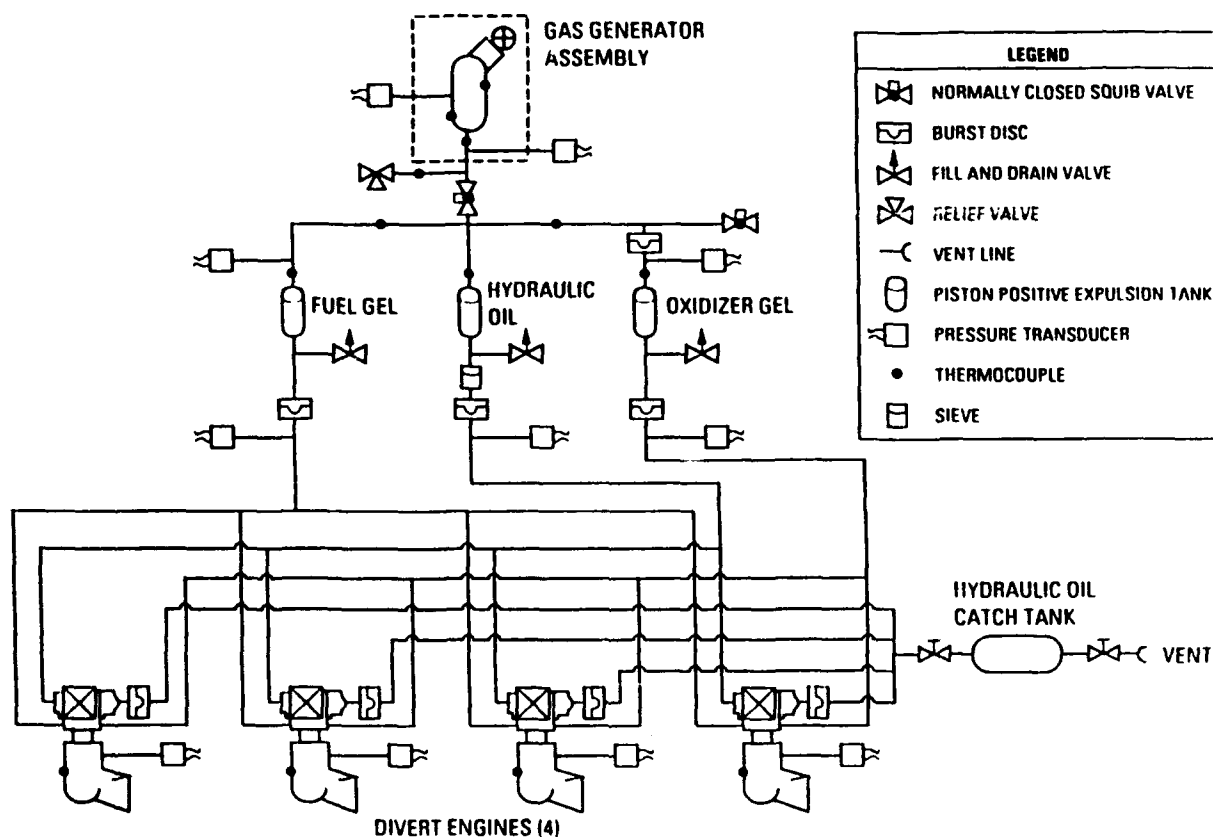 GAS GENERATOR
ASSEMBLY
LEGEND
NORMALLY CLOSED SQUIB VALVE
BURST DISC
FILL AND DRAIN VALVE
RELIEF VALVE
VENT LINE
PISTON POSITIVE EXPULSION TANK
PRESSURE TRANSDUCER
THERMOCOUPLE
SIEVE
FUEL GEL
HYDRAULIC
OIL
OXIDIZER GEL
HYDRAULIC OIL
CATCH TANK
VENT
DIVERT ENGINES (4)